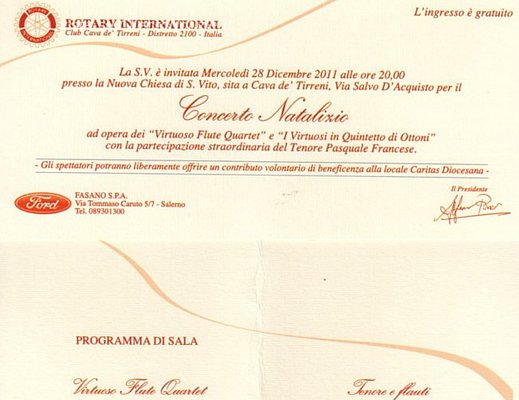 L'ingresso é gratuito
ROTARY INTERNATIONAL
Club Cava de' Tirreni - Distretto 2100 - Italia
La S.V. è invitata Mercoledì 28 Dicembre 2011 alle ore 20,00
presso la Nuova Chiesa di S. Vito, sita a Cava de' Tirreni, Via Salvo D'Acquisto per il
Concerto Natalizio
ad opera dei "Virtuoso Flute Quartet" e "I Virtuosi in Quintetto di Ottoni"
con la partecipazione straordinaria del Tenore Pasquale Francese.
- Gli spettatori potranno liberamente offrire un contributo volontario di beneficenza alla locale Caritas Diocesana -
Ford
FASANO S.P.A.
Via Tommaso Caruto 5/7 - Salerno
Tel. 089301300
Il Presidente
PROGRAMMA DI SALA
Virtuoso Flute Quartet
Tenore e flauti